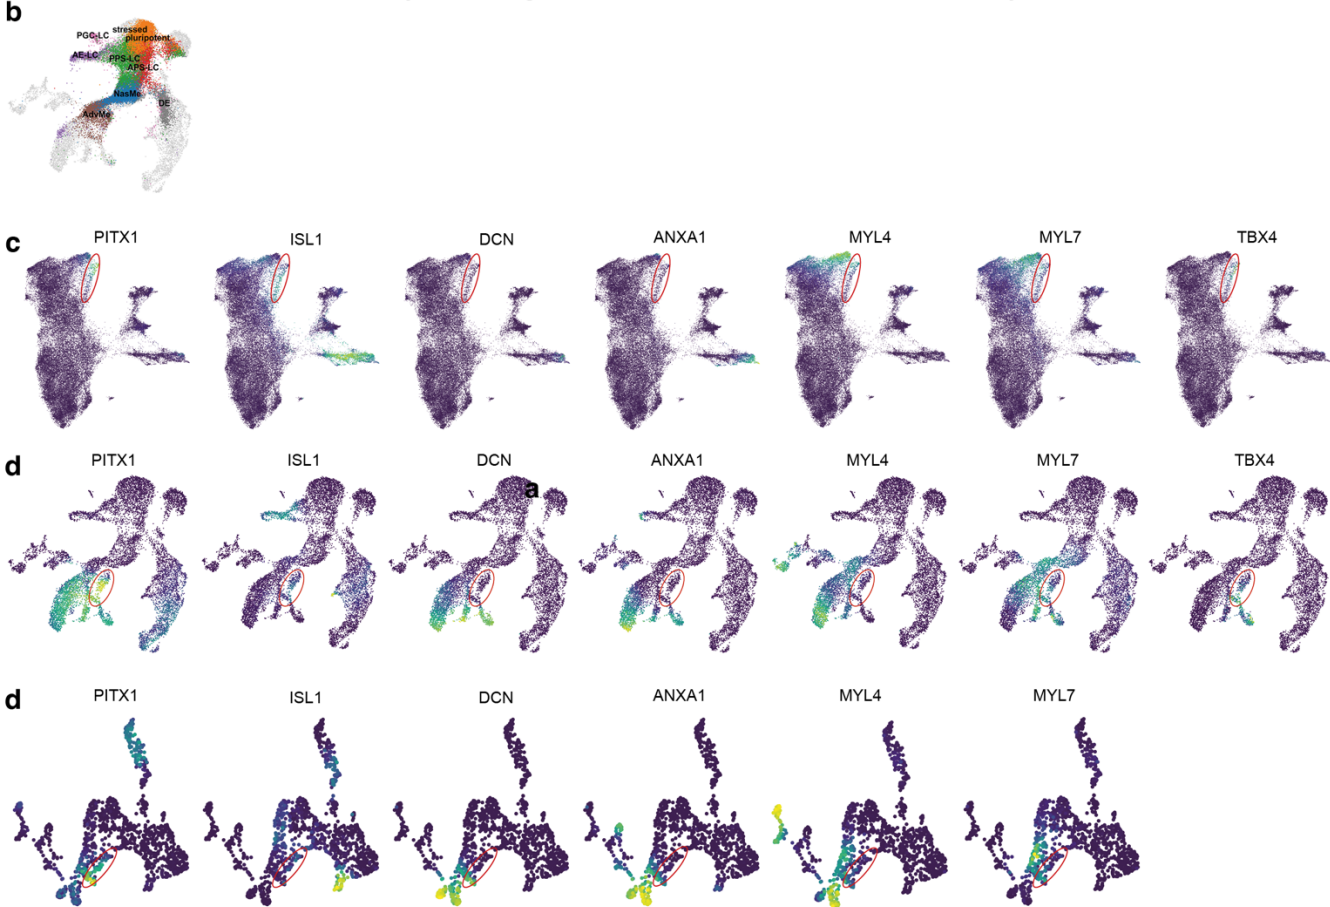 b
stressed
PGC-LC
pluripotent
AE-LC
PPS-LC
APS-LC
NasMe
DE
AdvMe
c
PITX1 ISL1 DCN ANXA1 MYL4 MYL7 TBX4
d
PITX1 ISL1 DCN ANXA1 MYL4 MYL7 TBX4
a
d
PITX1 ISL1 DCN ANXA1 MYL4 MYL7